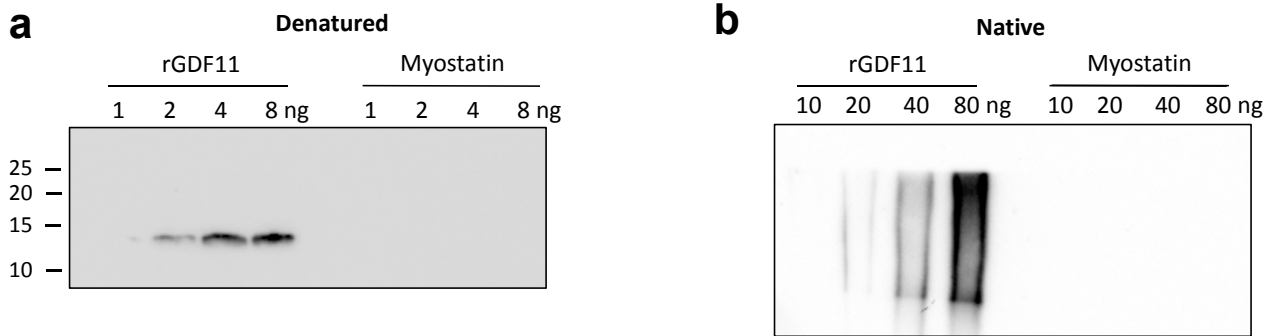 a
Denatured
rGDF11 Myostatin
1 2 4 8 ng 1 2 4 8 ng
25
20
15
10
b
Native
rGDF11 Myostatin
10 20 40 80 ng 10 20 40 80 ng